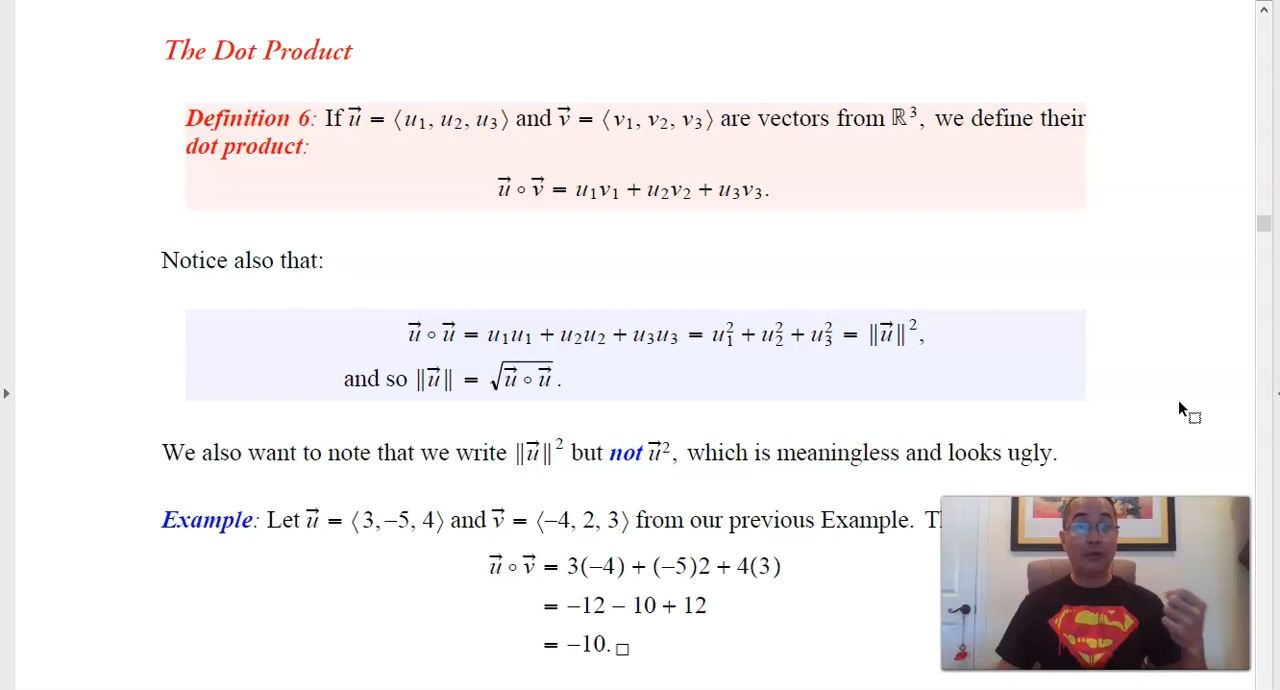 The Dot Product
Definition 6: If u⃗ = ⟨u₁, u₂, u₃⟩ and v⃗ = ⟨v₁, v₂, v₃⟩ are vectors from ℝ³, we define their
dot product:
u⃗ ∘ v⃗ = u₁v₁ + u₂v₂ + u₃v₃.
Notice also that:
u⃗ ∘ u⃗ = u₁u₁ + u₂u₂ + u₃u₃ = u₁² + u₂² + u₃² = ‖u⃗‖²,
and so ‖u⃗‖ = √(u⃗ ∘ u⃗).
We also want to note that we write ‖u⃗‖² but not u⃗², which is meaningless and looks ugly.
Example: Let u⃗ = ⟨3, −5, 4⟩ and v⃗ = ⟨−4, 2, 3⟩ from our previous Example.
u⃗ ∘ v⃗ = 3(−4) + (−5)2 + 4(3)
= −12 − 10 + 12
= −10. □